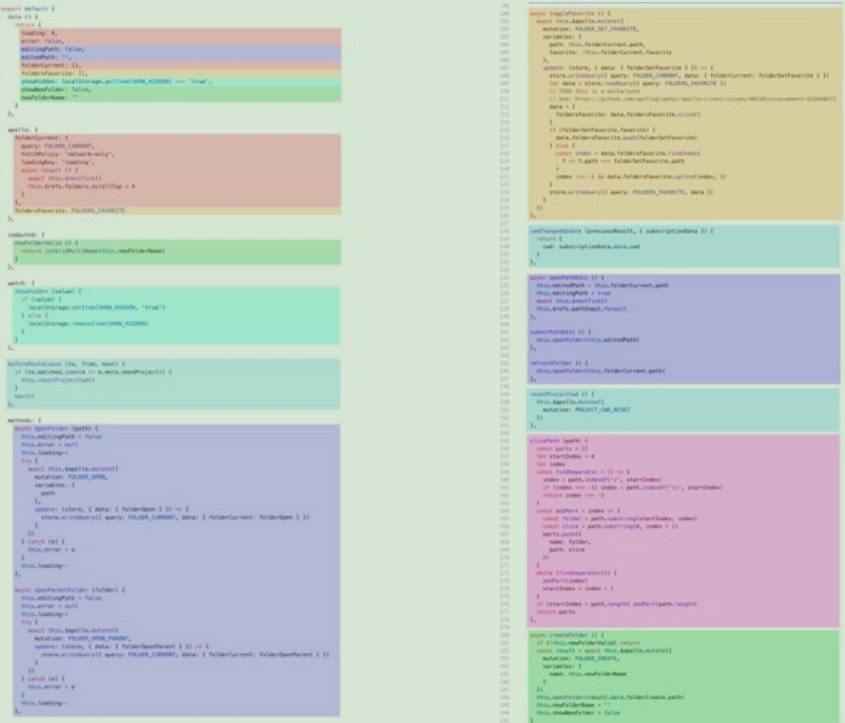 export default {
data () {
return {
loading: 0,
error: false,
editingPath: false,
editedPath: '',
folderCurrent: {},
foldersFavorite: [],
showHidden: localStorage.getItem(SHOW_HIDDEN) === 'true',
showNewFolder: false,
newFolderName: ''
}
},
apollo: {
folderCurrent: {
query: FOLDER_CURRENT,
fetchPolicy: 'network-only',
loadingKey: 'loading',
async result () {
await this.$nextTick()
this.$refs.folders.scrollTop = 0
}
},
foldersFavorite: FOLDERS_FAVORITE
},
computed: {
newFolderValid () {
return isValidMultiName(this.newFolderName)
}
},
watch: {
showHidden (value) {
if (value) {
localStorage.setItem(SHOW_HIDDEN, 'true')
} else {
localStorage.removeItem(SHOW_HIDDEN)
}
}
},
beforeRouteLeave (to, from, next) {
if (to.matched.some(m => m.meta.needProject)) {
this.resetProjectCwd()
}
next()
},
methods: {
async openFolder (path) {
this.editingPath = false
this.error = null
this.loading++
try {
await this.$apollo.mutate({
mutation: FOLDER_OPEN,
variables: {
path
},
update: (store, { data: { folderOpen } }) => {
store.writeQuery({ query: FOLDER_CURRENT, data: { folderCurrent: folderOpen } })
}
})
} catch (e) {
this.error = e
}
this.loading--
},
async openParentFolder (folder) {
this.editingPath = false
this.error = null
this.loading++
try {
await this.$apollo.mutate({
mutation: FOLDER_OPEN_PARENT,
update: (store, { data: { folderOpenParent } }) => {
store.writeQuery({ query: FOLDER_CURRENT, data: { folderCurrent: folderOpenParent } })
}
})
} catch (e) {
this.error = e
}
this.loading--
},
async toggleFavorite () {
await this.$apollo.mutate({
mutation: FOLDER_SET_FAVORITE,
variables: {
path: this.folderCurrent.path,
favorite: !this.folderCurrent.favorite
},
update: (store, { data: { folderSetFavorite } }) => {
store.writeQuery({ query: FOLDER_CURRENT, data: { folderCurrent: folderSetFavorite } })
let data = store.readQuery({ query: FOLDERS_FAVORITE })
// TODO this is a workaround
// See:
data = {
foldersFavorite: data.foldersFavorite.slice()
}
if (folderSetFavorite.favorite) {
data.foldersFavorite.push(folderSetFavorite)
} else {
const index = data.foldersFavorite.findIndex(
f => f.path === folderSetFavorite.path
)
index !== -1 && data.foldersFavorite.splice(index, 1)
}
store.writeQuery({ query: FOLDERS_FAVORITE, data })
}
})
},
cwdChangedUpdate (previousResult, { subscriptionData }) {
return {
cwd: subscriptionData.data.cwd
}
},
async openPathEdit () {
this.editedPath = this.folderCurrent.path
this.editingPath = true
await this.$nextTick()
this.$refs.pathInput.focus()
},
submitPathEdit () {
this.openFolder(this.editedPath)
},
refreshFolder () {
this.openFolder(this.folderCurrent.path)
},
resetProjectCwd () {
this.$apollo.mutate({
mutation: PROJECT_CWD_RESET
})
},
slicePath (path) {
const parts = []
let startIndex = 0
let index
const findSeparator = () => {
index = path.indexOf('/', startIndex)
if (index === -1) index = path.indexOf('\\', startIndex)
return index !== -1
}
const addPart = index => {
const folder = path.substring(startIndex, index)
const slice = path.substring(0, index + 1)
parts.push({
name: folder,
path: slice
})
}
while (findSeparator()) {
addPart(index)
startIndex = index + 1
}
if (startIndex < path.length) addPart(path.length)
return parts
},
async createFolder () {
if (!this.newFolderValid) return
const result = await this.$apollo.mutate({
mutation: FOLDER_CREATE,
variables: {
name: this.newFolderName
}
})
this.openFolder(result.data.folderCreate.path)
this.newFolderName = ''
this.showNewFolder = false
}